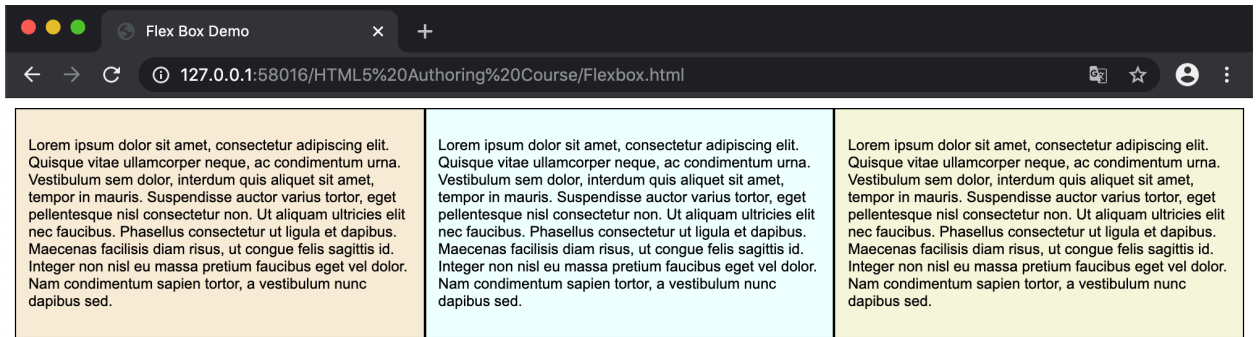 Flex Box Demo
127.0.0.1:58016/HTML5%20Authoring%20Course/Flexbox.html
Lorem ipsum dolor sit amet, consectetur adipiscing elit.
Quisque vitae ullamcorper neque, ac condimentum urna.
Vestibulum sem dolor, interdum quis aliquet sit amet,
tempor in mauris. Suspendisse auctor varius tortor, eget
pellentesque nisl consectetur non. Ut aliquam ultricies elit
nec faucibus. Phasellus consectetur ut ligula et dapibus.
Maecenas facilisis diam risus, ut congue felis sagittis id.
Integer non nisl eu massa pretium faucibus eget vel dolor.
Nam condimentum sapien tortor, a vestibulum nunc
dapibus sed.
Lorem ipsum dolor sit amet, consectetur adipiscing elit.
Quisque vitae ullamcorper neque, ac condimentum urna.
Vestibulum sem dolor, interdum quis aliquet sit amet,
tempor in mauris. Suspendisse auctor varius tortor, eget
pellentesque nisl consectetur non. Ut aliquam ultricies elit
nec faucibus. Phasellus consectetur ut ligula et dapibus.
Maecenas facilisis diam risus, ut congue felis sagittis id.
Integer non nisl eu massa pretium faucibus eget vel dolor.
Nam condimentum sapien tortor, a vestibulum nunc
dapibus sed.
Lorem ipsum dolor sit amet, consectetur adipiscing elit.
Quisque vitae ullamcorper neque, ac condimentum urna.
Vestibulum sem dolor, interdum quis aliquet sit amet,
tempor in mauris. Suspendisse auctor varius tortor, eget
pellentesque nisl consectetur non. Ut aliquam ultricies elit
nec faucibus. Phasellus consectetur ut ligula et dapibus.
Maecenas facilisis diam risus, ut congue felis sagittis id.
Integer non nisl eu massa pretium faucibus eget vel dolor.
Nam condimentum sapien tortor, a vestibulum nunc
dapibus sed.